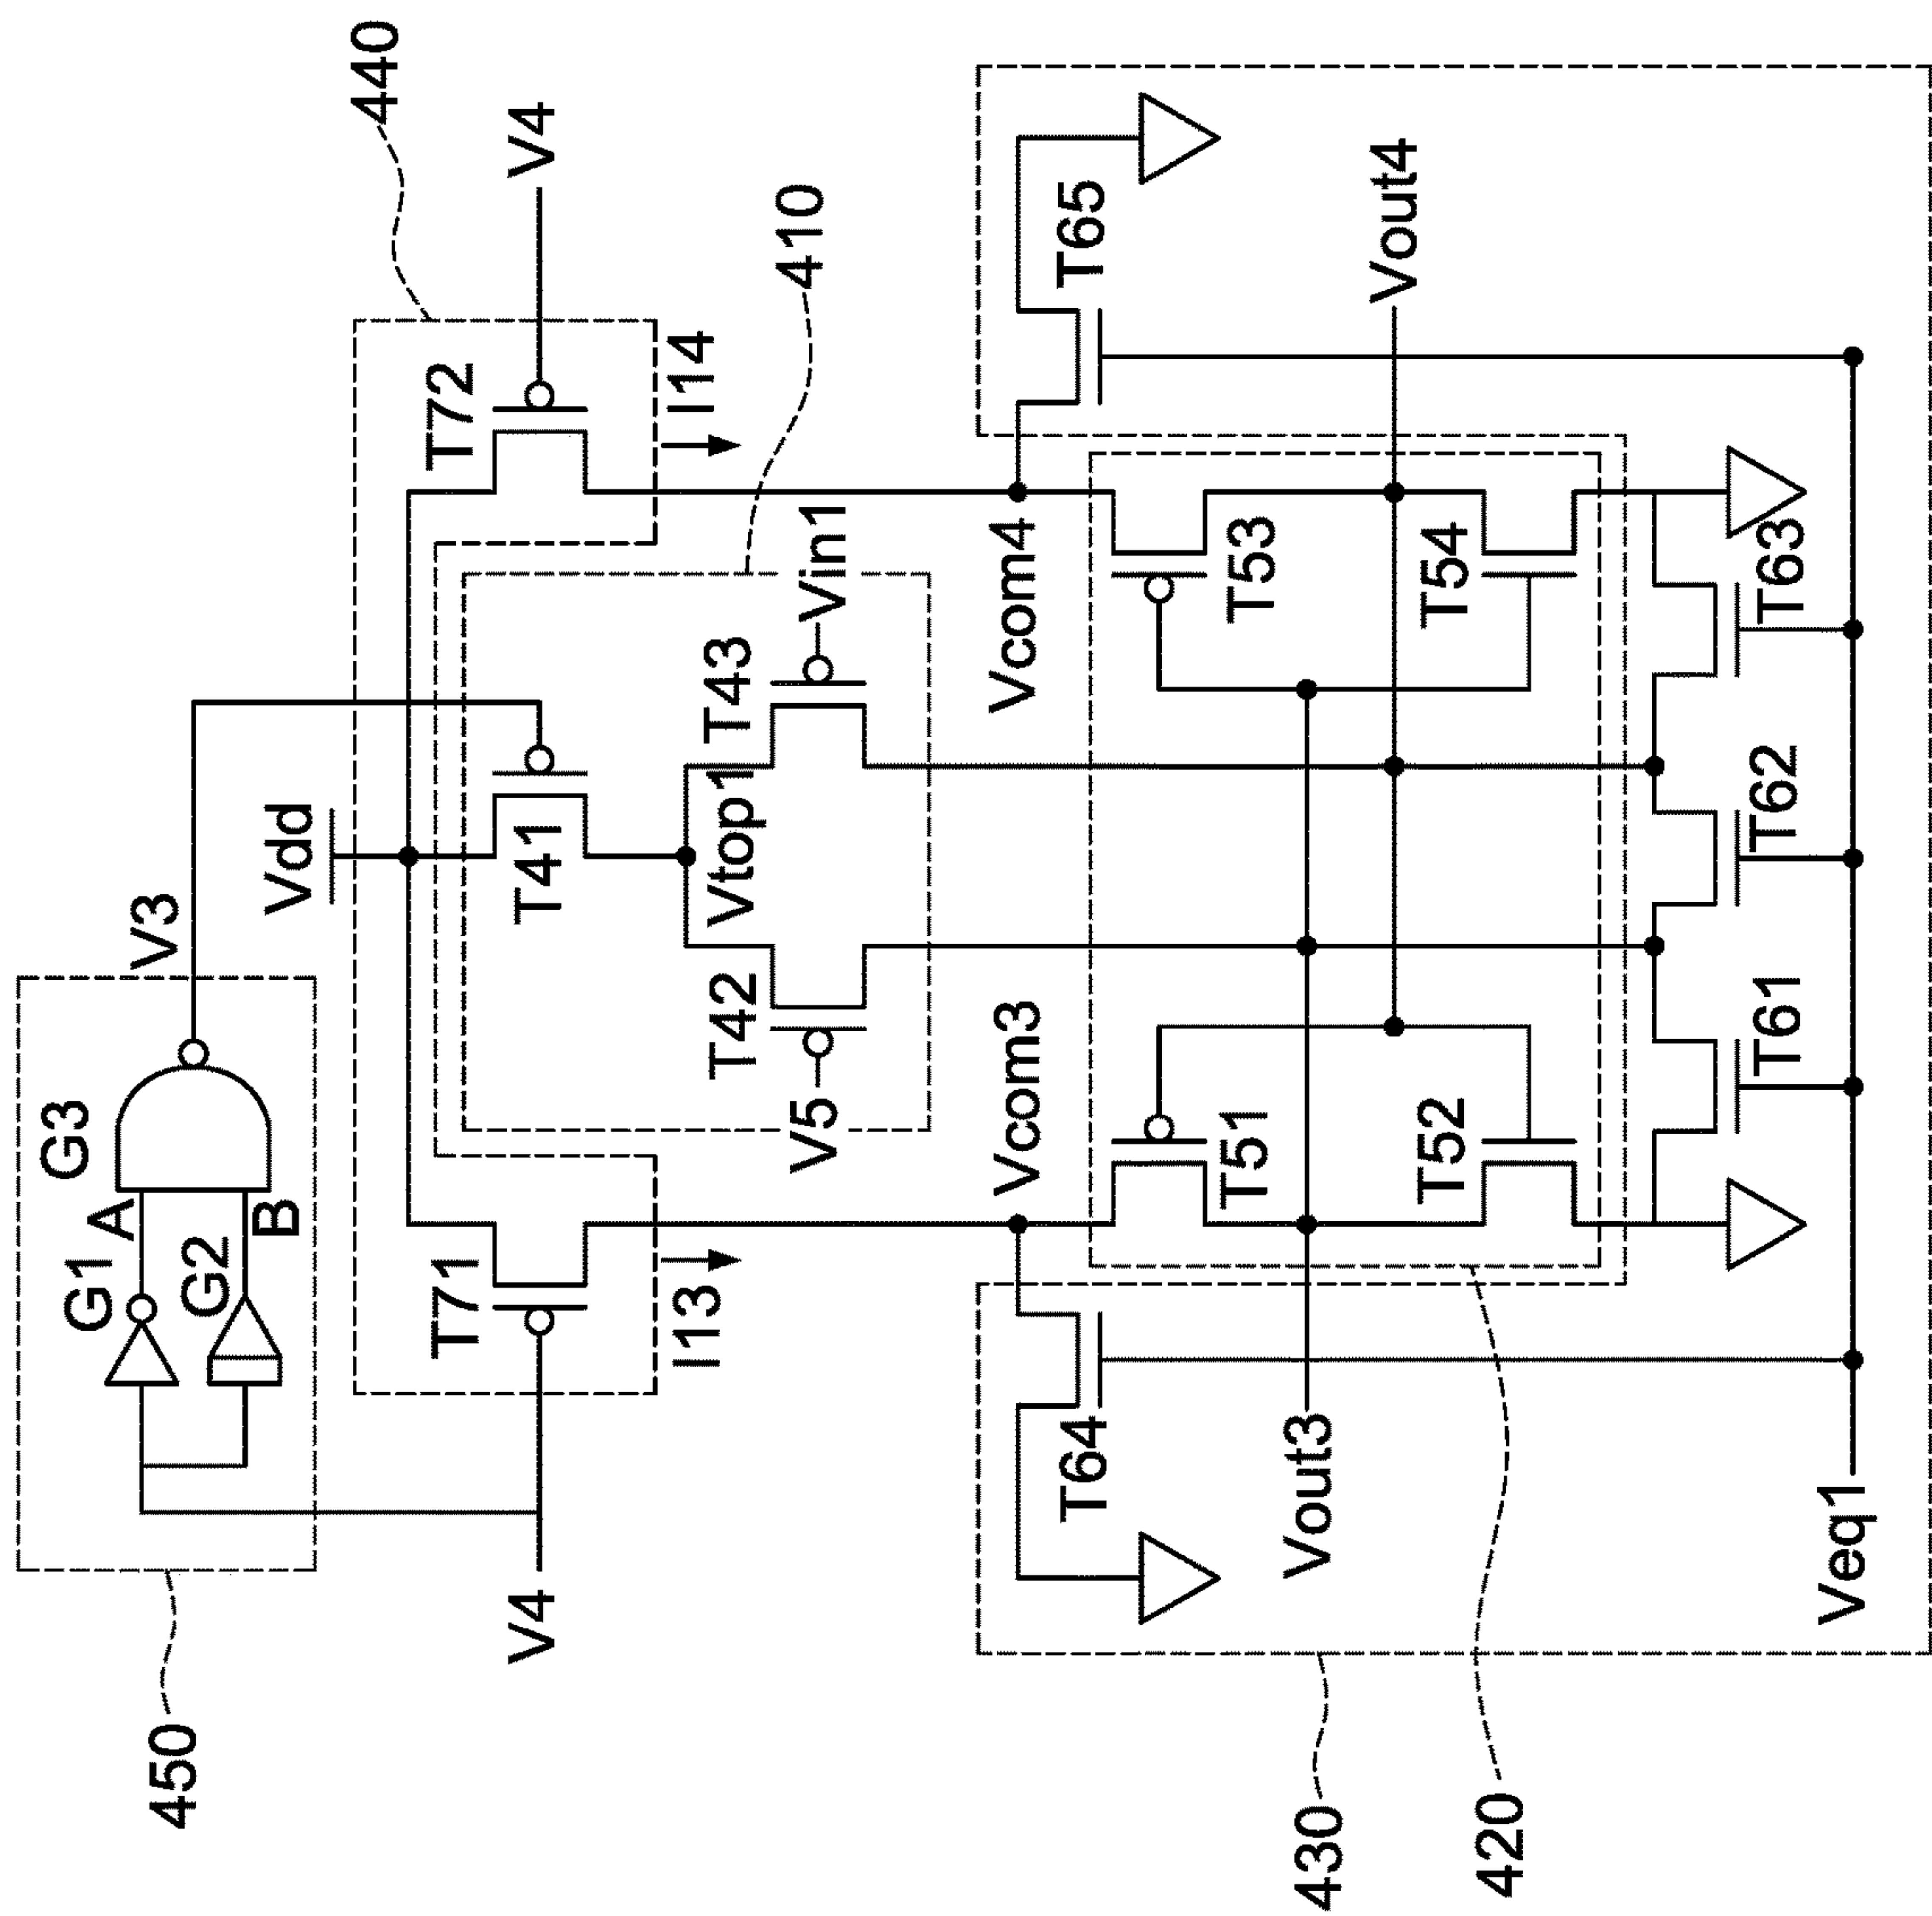 450
G1
G2
A
B
G3
V3
440
Vdd
V4
T71
T72
V4
I13
I14
T41
410
Vtop1
T42
T43
V5
Vin1
Vcom3
Vcom4
T64
T65
T51
T53
Vout3
Vout4
T52
T54
T61
T62
T63
Veq1
430
420